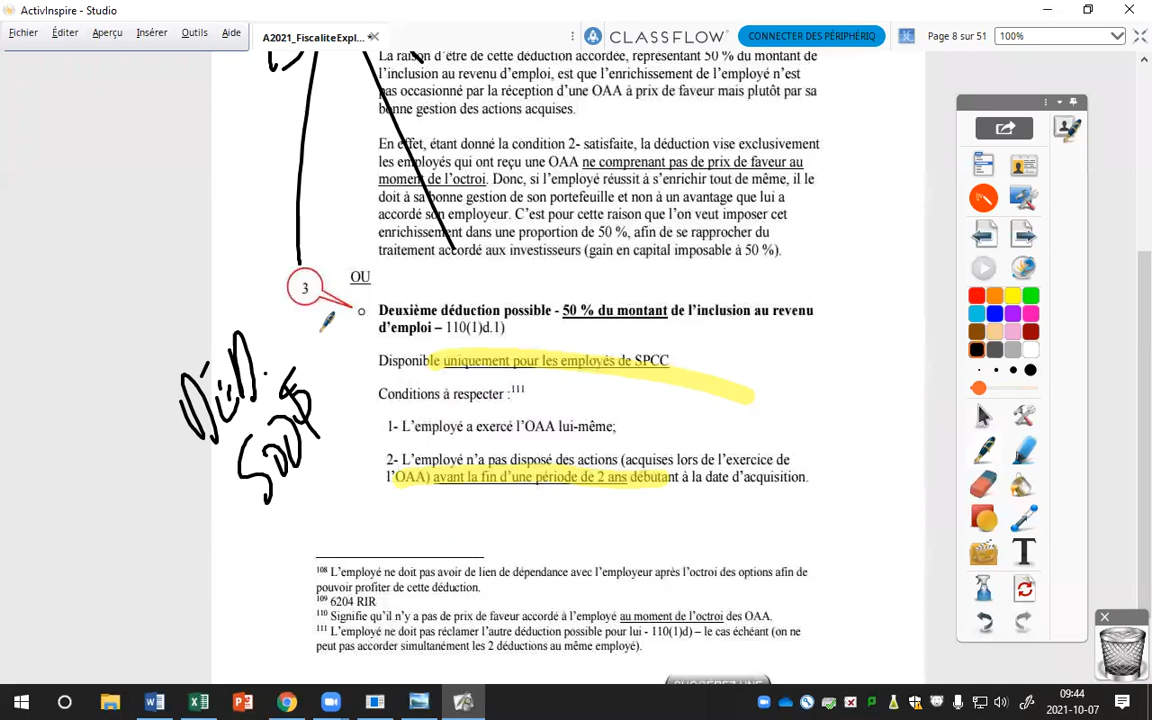 ActivInspire - Studio
Fichier Éditer Aperçu Insérer Outils Aide
A2021_FiscaliteExpl...
CLASSFLOW
CONNECTER DES PÉRIPHÉRIQ
Page 8 sur 51
100%
La raison d’être de cette déduction accordée, représentant 50 % du montant de
l’inclusion au revenu d’emploi, est que l’enrichissement de l’employé n’est
pas occasionné par la réception d’une OAA à prix de faveur mais plutôt par sa
bonne gestion des actions acquises.
En effet, étant donné la condition 2- satisfaite, la déduction vise exclusivement
les employés qui ont reçu une OAA ne comprenant pas de prix de faveur au
moment de l’octroi. Donc, si l’employé réussit à s’enrichir tout de même, il le
doit à sa bonne gestion de son portefeuille et non à un avantage que lui a
accordé son employeur. C’est pour cette raison que l’on veut imposer cet
enrichissement dans une proportion de 50 %, afin de se rapprocher du
traitement accordé aux investisseurs (gain en capital imposable à 50 %).
OU
3
Deuxième déduction possible - 50 % du montant de l’inclusion au revenu
d’emploi – 110(1)d.1)
Disponible uniquement pour les employés de SPCC
Conditions à respecter :111
1- L’employé a exercé l’OAA lui-même;
2- L’employé n’a pas disposé des actions (acquises lors de l’exercice de
l’OAA) avant la fin d’une période de 2 ans débutant à la date d’acquisition.
108 L’employé ne doit pas avoir de lien de dépendance avec l’employeur après l’octroi des options afin de
pouvoir profiter de cette déduction.
109 6204 RIR
110 Signifie qu’il n’y a pas de prix de faveur accordé à l’employé au moment de l’octroi des OAA.
111 L’employé ne doit pas réclamer l’autre déduction possible pour lui - 110(1)d) – le cas échéant (on ne
peut pas accorder simultanément les 2 déductions au même employé).
09:44
2021-10-07